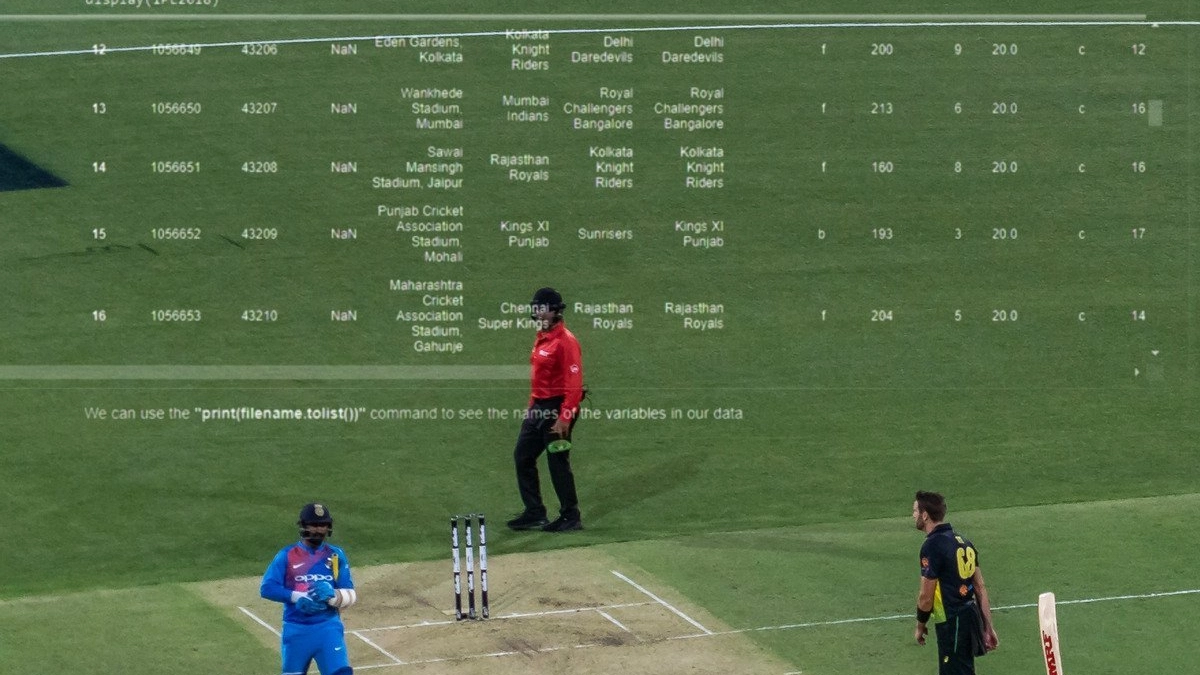 display(IPL2018)
Kolkata
Eden Gardens, Delhi Delhi
12 1056649 43206 NaN Knight f 200 9 20.0 c 12
Kolkata Daredevils Daredevils
Riders
Wankhede Royal Royal
Mumbai
13 1056650 43207 NaN Stadium, Challengers Challengers f 213 6 20.0 c 16
Indians
Mumbai Bangalore Bangalore
Sawai Kolkata Kolkata
Rajasthan
14 1056651 43208 NaN Mansingh Knight Knight f 160 8 20.0 c 16
Royals
Stadium, Jaipur Riders Riders
Punjab Cricket
Association Kings XI Kings XI
15 1056652 43209 NaN Sunrisers b 193 3 20.0 c 17
Stadium, Punjab Punjab
Mohali
Maharashtra
Cricket
Chennai Rajasthan Rajasthan
16 1056653 43210 NaN Association f 204 5 20.0 c 14
Super Kings Royals Royals
Stadium,
Gahunje
We can use the "print(filename.tolist())" command to see the names of the variables in our data
oppo
68